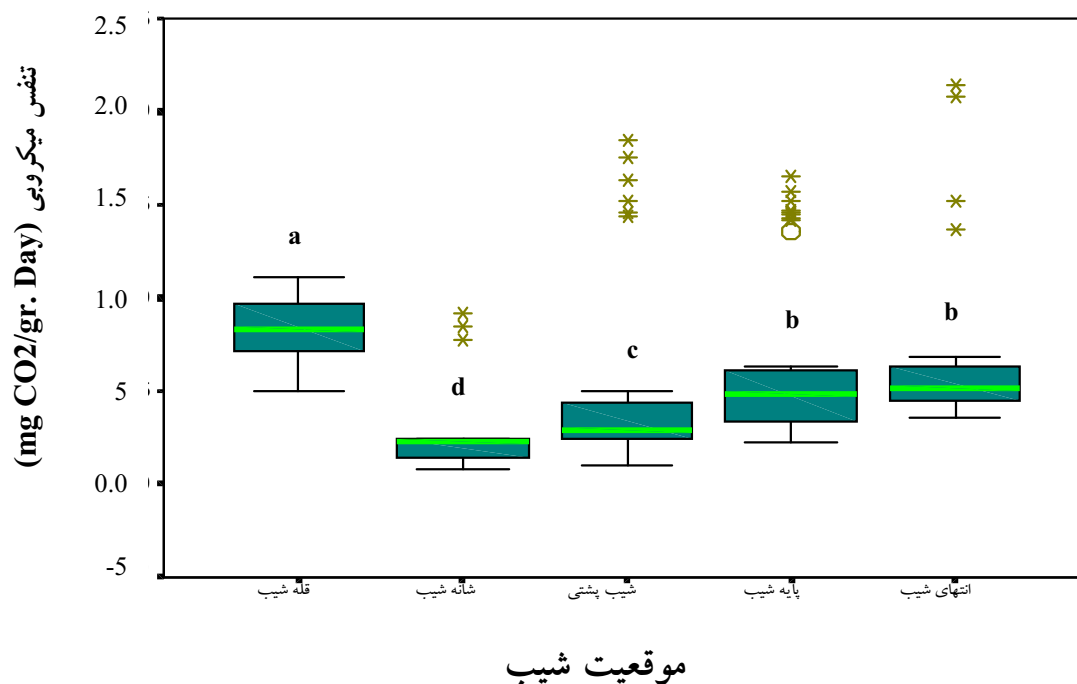 تنفس میکروبی (mg CO2/gr. Day)
2.5
2.0
1.5
1.0
5
0.0
-5
a
d
c
b
b
قله شیب
شانه شیب
شیب پشتی
پایه شیب
انتهای شیب
موقعیت شیب